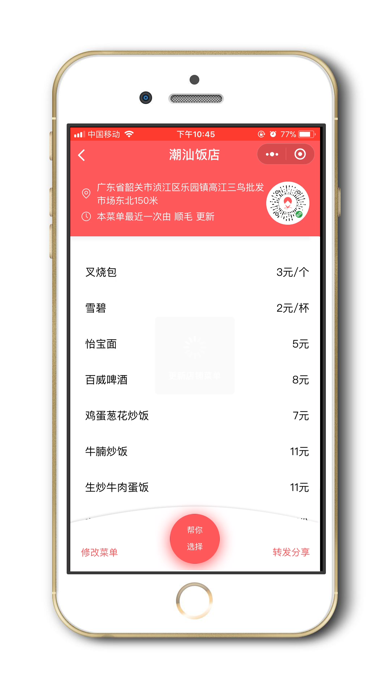 中国移动 下午10:45 77%
潮汕饭店
广东省韶关市浈江区乐园镇高江三鸟批发
市场东北150米
本菜单最近一次由 顺毛 更新
叉烧包 3元/个
雪碧 2元/杯
怡宝面 5元
百威啤酒 8元
鸡蛋葱花炒饭 7元
牛腩炒饭 11元
生炒牛肉蛋饭 11元
帮你
选择
修改菜单 转发分享